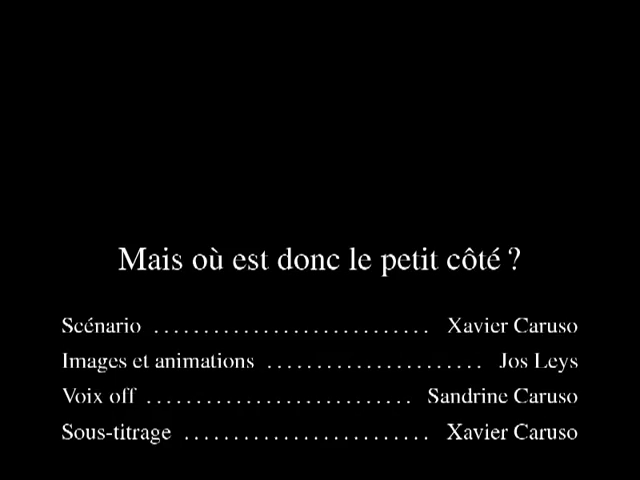 Mais où est donc le petit côté ?
Scénario ............................ Xavier Caruso
Images et animations ...................... Jos Leys
Voix off ........................... Sandrine Caruso
Sous-titrage ......................... Xavier Caruso